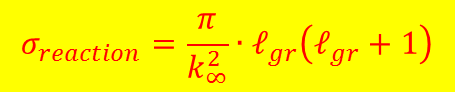 σ_reaction = π / k_∞^2 · ℓ_gr(ℓ_gr + 1)